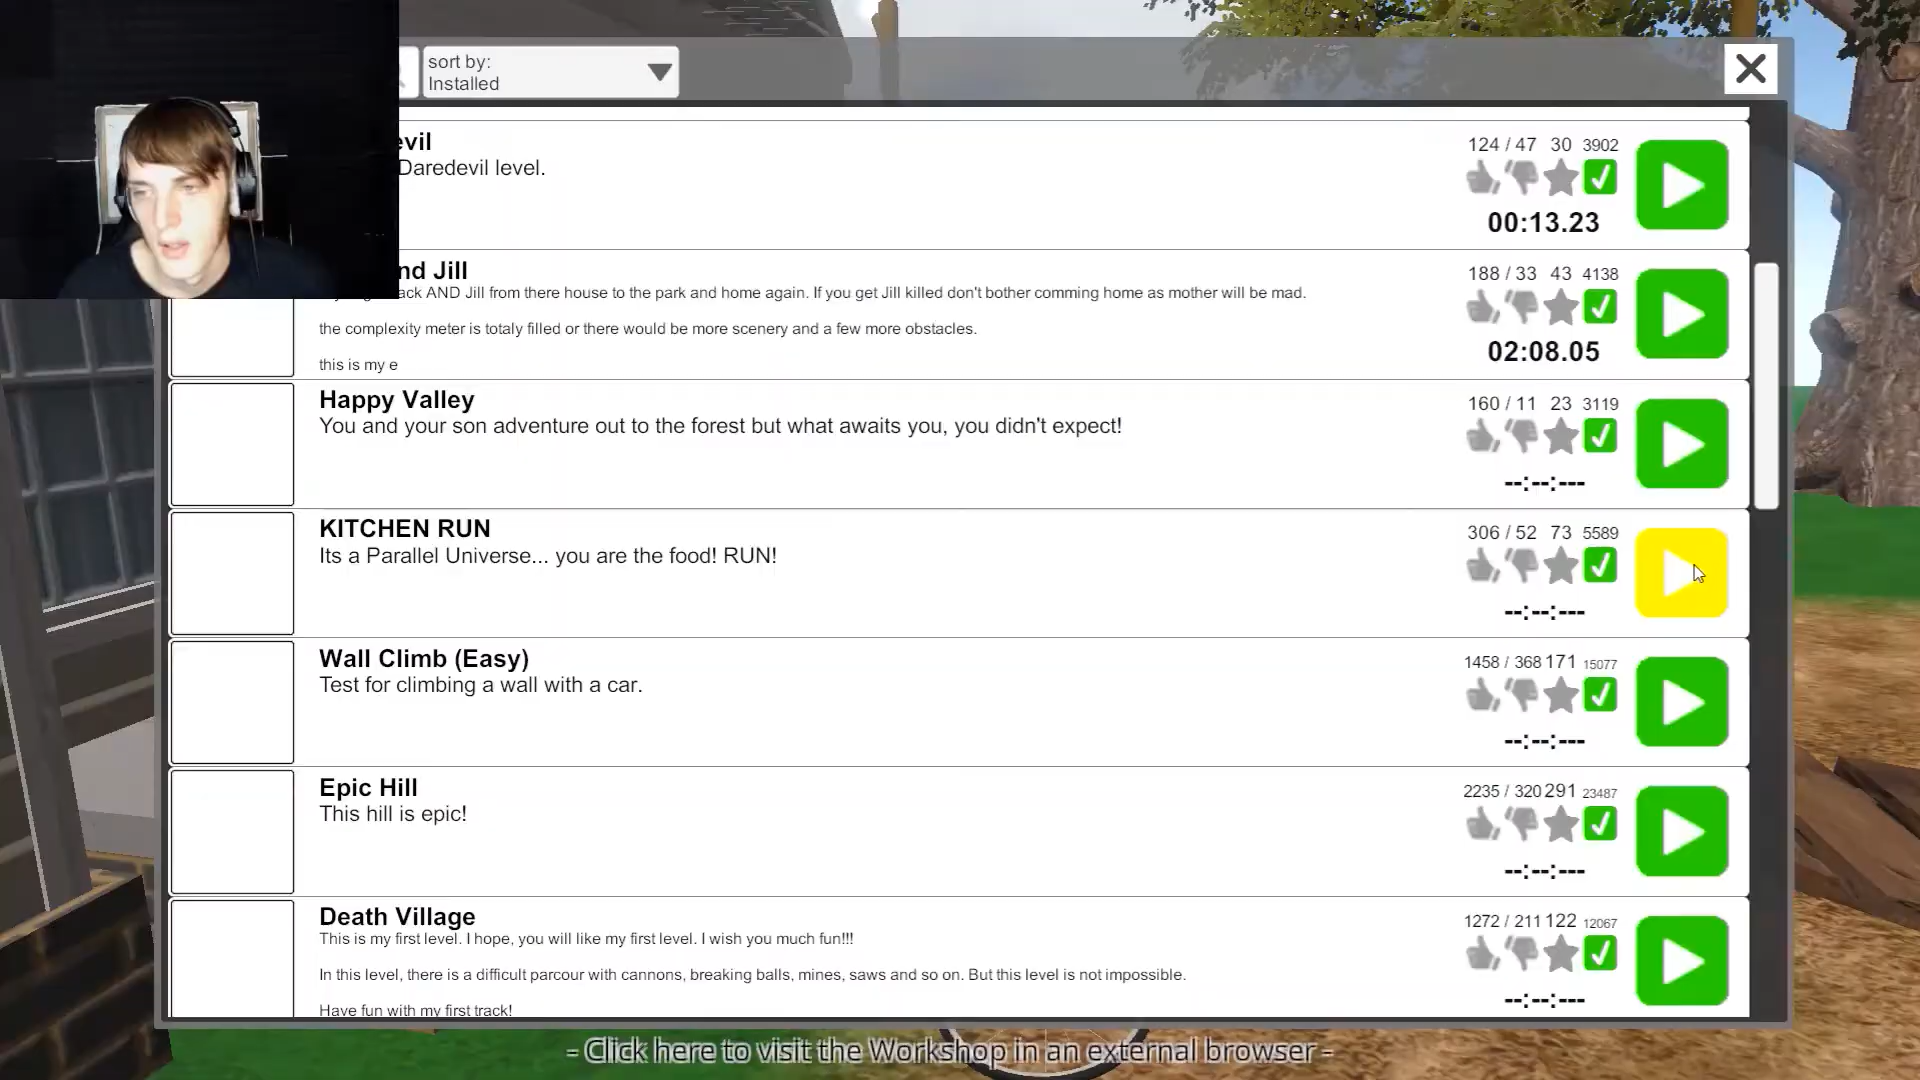 sort by:
Installed
evil
Daredevil level.
124 / 47 30 3902
00:13.23
nd Jill
ack AND Jill from there house to the park and home again. If you get Jill killed don't bother comming home as mother will be mad.
the complexity meter is totaly filled or there would be more scenery and a few more obstacles.
this is my e
188 / 33 43 4138
02:08.05
Happy Valley
You and your son adventure out to the forest but what awaits you, you didn't expect!
160 / 11 23 3119
--:--:---
KITCHEN RUN
Its a Parallel Universe... you are the food! RUN!
306 / 52 73 5589
--:--:---
Wall Climb (Easy)
Test for climbing a wall with a car.
1458 / 368 171 15077
--:--:---
Epic Hill
This hill is epic!
2235 / 320 291 23487
--:--:---
Death Village
This is my first level. I hope, you will like my first level. I wish you much fun!!!
In this level, there is a difficult parcour with cannons, breaking balls, mines, saws and so on. But this level is not impossible.
Have fun with my first track!
1272 / 211 122 12067
--:--:---
- Click here to visit the Workshop in an external browser -